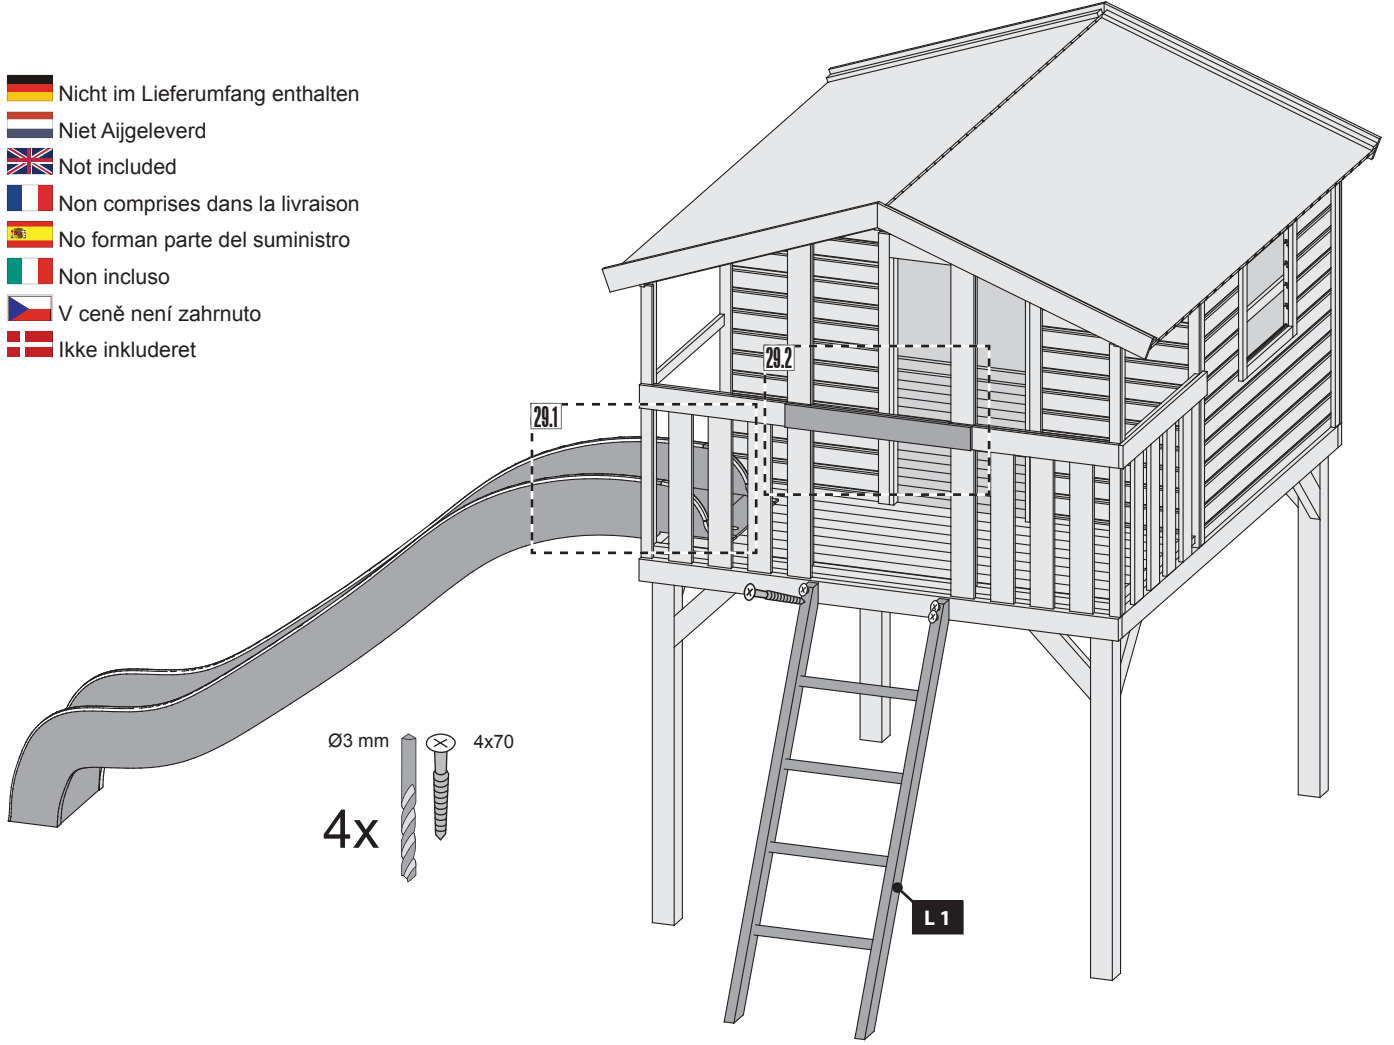 Nicht im Lieferumfang enthalten
Niet Aijgeleverd
Not included
Non comprises dans la livraison
No forman parte del suministro
Non incluso
V ceně není zahrnuto
Ikke inkluderet
29.2
29.1
Ø3 mm 4x70
4x
L 1